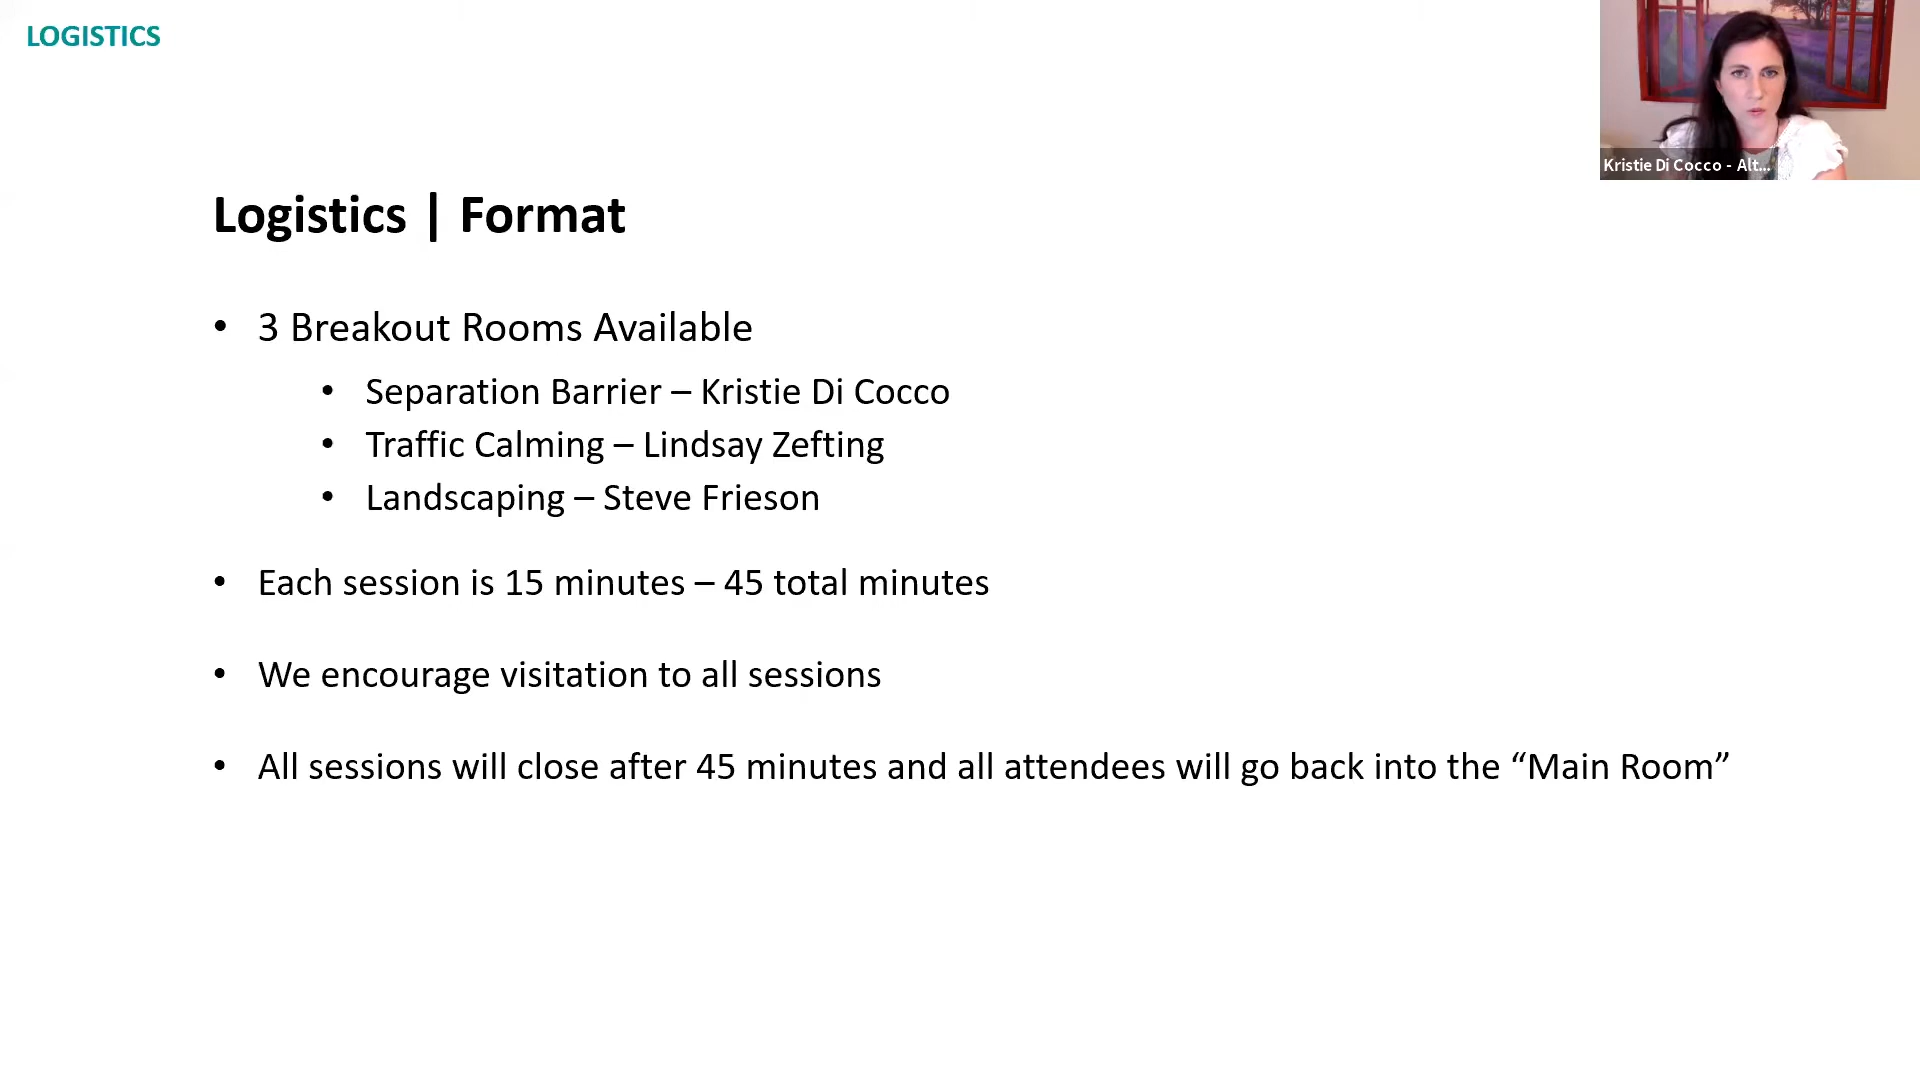 LOGISTICS
Kristie Di Cocco - Alt...
Logistics | Format
• 3 Breakout Rooms Available
• Separation Barrier – Kristie Di Cocco
• Traffic Calming – Lindsay Zefting
• Landscaping – Steve Frieson
• Each session is 15 minutes – 45 total minutes
• We encourage visitation to all sessions
• All sessions will close after 45 minutes and all attendees will go back into the “Main Room”